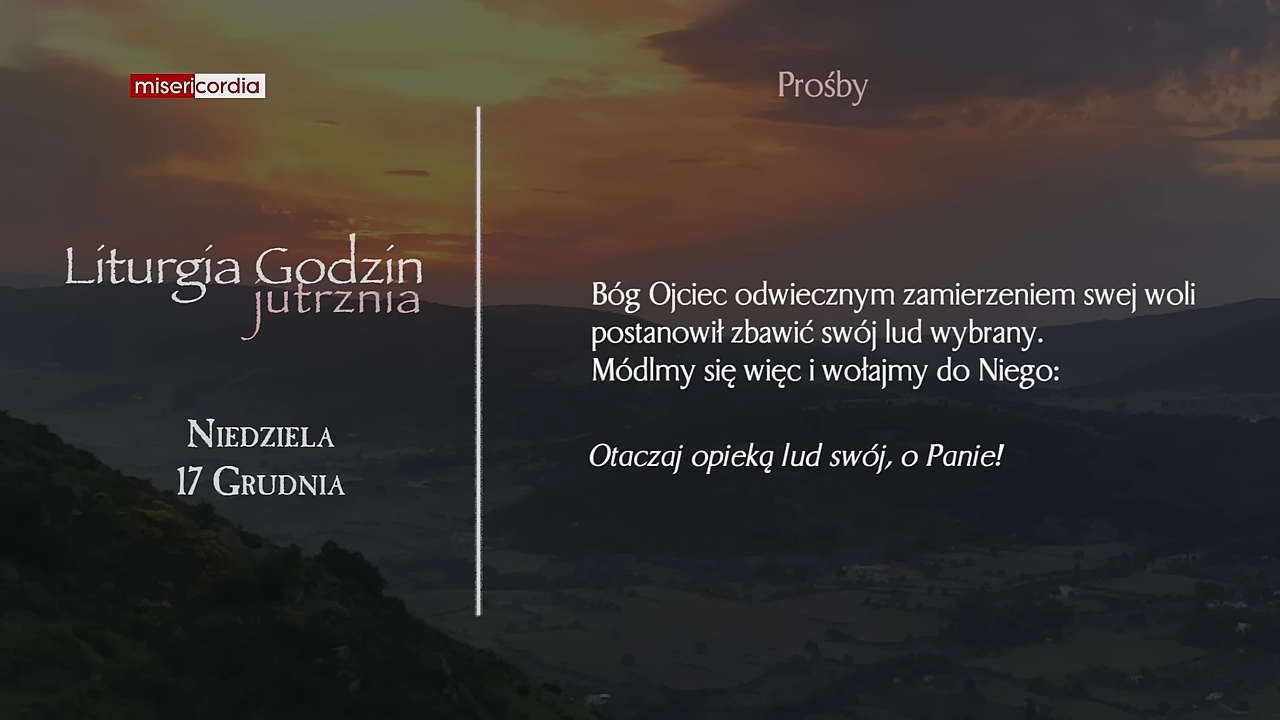 misericordia
Liturgia Godzin
jutrznia
Niedziela
17 Grudnia
Prośby
Bóg Ojciec odwiecznym zamierzeniem swej woli
postanowił zbawić swój lud wybrany.
Módlmy się więc i wołajmy do Niego:
Otaczaj opieką lud swój, o Panie!